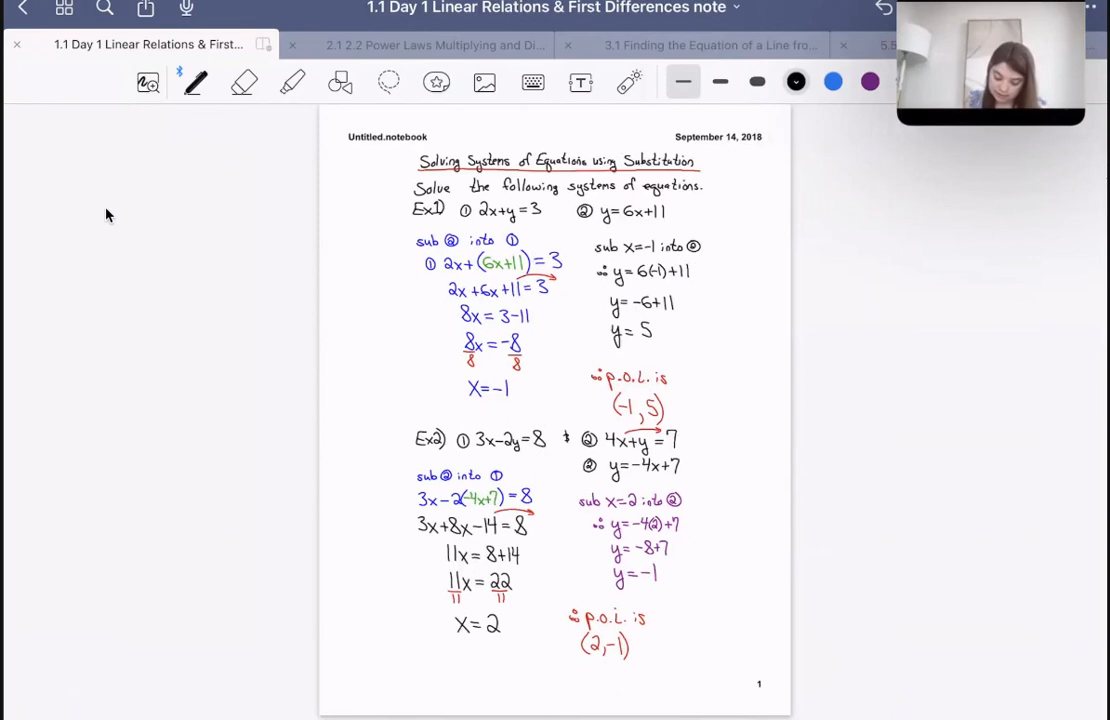 1.1 Day 1 Linear Relations & First Differences note
1.1 Day 1 Linear Relations & First...
2.1 2.2 Power Laws Multiplying and Di...
3.1 Finding the Equation of a Line fro...
5.5
T
Untitled.notebook
September 14, 2018
Solving Systems of Equations using Substitution
Solve the following systems of equations.
Ex1) ① 2x+y=3 ② y=6x+11
sub ② into ①
① 2x+(6x+11)=3
2x+6x+11=3
8x = 3-11
8x = -8
8 8
x=-1
sub x=-1 into ②
∴ y=6(-1)+11
y=-6+11
y= 5
∴ p.o.i. is
(-1, 5)
Ex2) ① 3x-2y=8 ② 4x+y=7
② y=-4x+7
sub ② into ①
3x-2(-4x+7)=8
3x+8x-14=8
11x = 8+14
11x = 22
11 11
x=2
sub x=2 into ②
∴ y=-4(2)+7
y=-8+7
y=-1
∴ p.o.i. is
(2,-1)
1